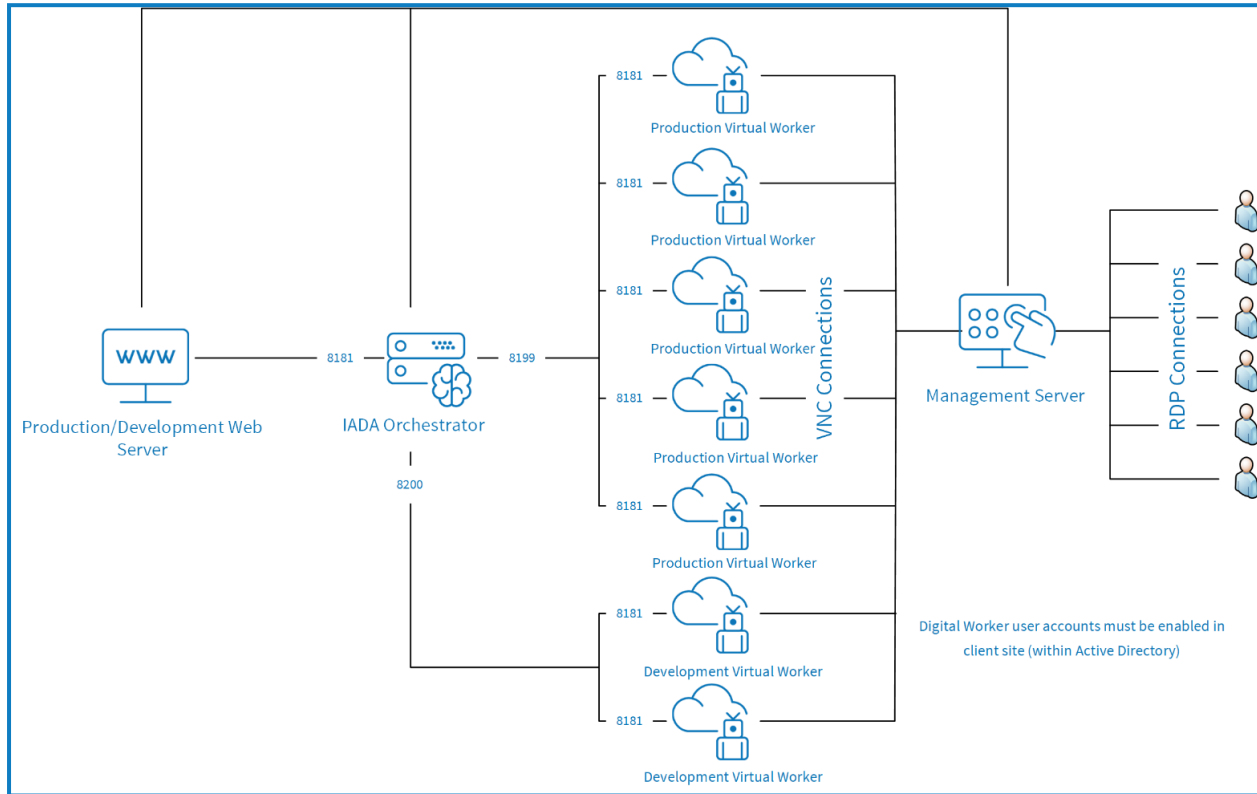 8181
Production Virtual Worker
8181
Production Virtual Worker
8181
Production Virtual Worker
8181
Production Virtual Worker
8181
Production Virtual Worker
8181
Development Virtual Worker
8181
Development Virtual Worker
WWW
Production/Development Web
Server
8181
IADA Orchestrator
8199
8200
VNC Connections
Management Server
RDP Connections
Digital Worker user accounts must be enabled in
client site (within Active Directory)